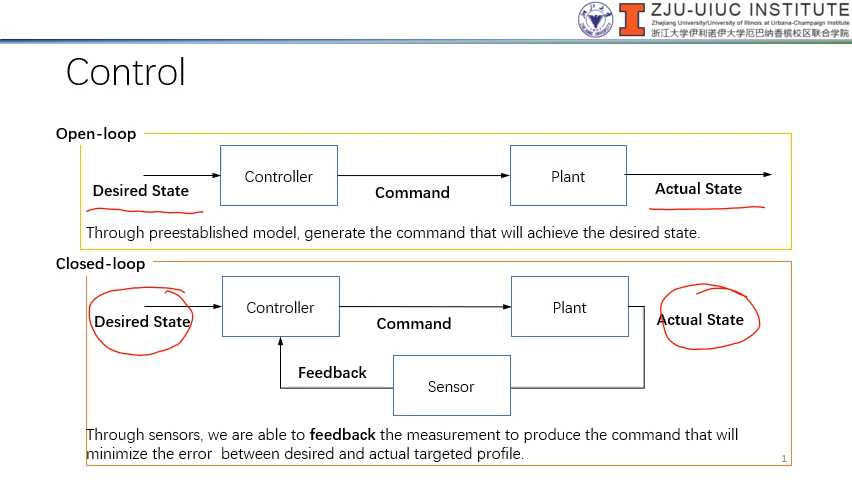 ZJU-UIUC INSTITUTE
Zhejiang University/University of Illinois at Urbana-Champaign Institute
浙江大学伊利诺伊大学厄巴纳香槟校区联合学院
Control
Open-loop
Controller
Plant
Desired State
Command
Actual State
Through preestablished model, generate the command that will achieve the desired state.
Closed-loop
Controller
Plant
Desired State
Command
Actual State
Feedback
Sensor
Through sensors, we are able to feedback the measurement to produce the command that will
minimize the error between desired and actual targeted profile.
1